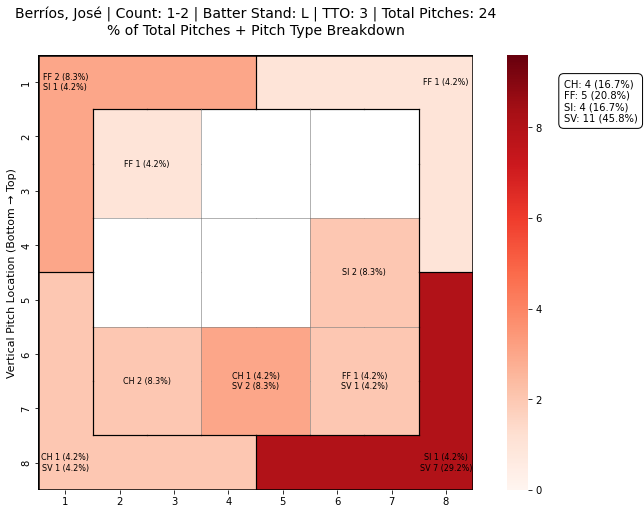 Berríos, José | Count: 1-2 | Batter Stand: L | TTO: 3 | Total Pitches: 24
% of Total Pitches + Pitch Type Breakdown
FF 2 (8.3%)
SI 1 (4.2%)
FF 1 (4.2%)
FF 1 (4.2%)
SI 2 (8.3%)
CH 2 (8.3%)
CH 1 (4.2%)
SV 2 (8.3%)
FF 1 (4.2%)
SV 1 (4.2%)
CH 1 (4.2%)
SV 1 (4.2%)
SI 1 (4.2%)
SV 7 (29.2%)
Vertical Pitch Location (Bottom → Top)
1
2
3
4
5
6
7
8
1
2
3
4
5
6
7
8
8
6
4
2
0
CH: 4 (16.7%)
FF: 5 (20.8%)
SI: 4 (16.7%)
SV: 11 (45.8%)